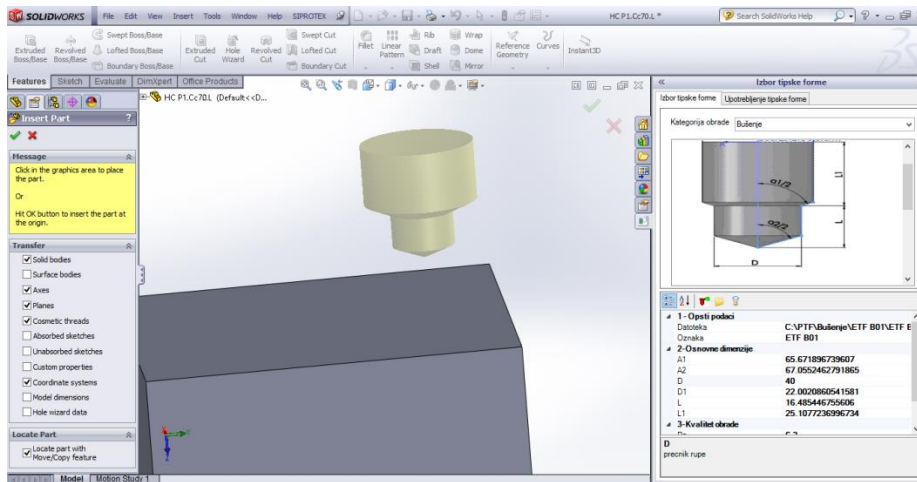 SOLIDWORKS File Edit View Insert Tools Window Help SIPROTEX HC P1.Cc70.L * Search SolidWorks Help
Extruded Boss/Base
Revolved Boss/Base
Swept Boss/Base
Lofted Boss/Base
Boundary Boss/Base
Extruded Cut
Hole Wizard
Revolved Cut
Swept Cut
Lofted Cut
Boundary Cut
Fillet
Linear Pattern
Rib
Draft
Shell
Wrap
Dome
Mirror
Reference Geometry
Curves
Instant3D
Features Sketch Evaluate DimXpert Office Products
HC P1.Cc70.L (Default<<D...
Insert Part ?
Message
Click in the graphics area to place
the part.
Or
Hit OK button to insert the part at
the origin.
Transfer
Solid bodies
Surface bodies
Axes
Planes
Cosmetic threads
Absorbed sketches
Unabsorbed sketches
Custom properties
Coordinate systems
Model dimensions
Hole wizard data
Locate Part
Locate part with
Move/Copy feature
Model Motion Study 1
Izbor tipske forme
Izbor tipske forme Upotrebljenje tipske forme
Kategorija obrade Bušenje
α1/2
L1
α2/2
L
D
1 - Opsti podaci
Datoteka C:\PTF\Bušenje\ETF B01\ETF B
Oznaka ETF B01
2-Osnovne dimenzije
A1 65.671896739607
A2 67.0552462791865
D 40
D1 22.0020860541581
L 16.485446755606
L1 25.1077236996734
3-Kvalitet obrade
D
precnik rupe